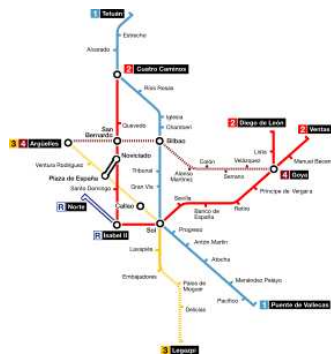 1 Tetuán
Estrecho
Alvarado
2 Cuatro Caminos
Ríos Rosas
Quevedo
Iglesia
Chamberí
San
Bernardo
Bilbao
2 Diego de León
2 Ventas
3 4 Argüelles
Lista
Manuel Becerra
Colón
Velázquez
Noviciado
Ventura Rodríguez
Tribunal
Alonso
Martínez
Serrano
4 Goya
Plaza de España
Santo Domingo
Gran Vía
Príncipe de Vergara
R Norte
Callao
Sevilla
Retiro
Banco de
España
R Isabel II
Sol
Progreso
Lavapiés
Antón Martín
Atocha
Embajadores
Menéndez Pelayo
Paseo de
Moguer
Pacífico
Delicias
1 Puente de Vallecas
3 Legazpi